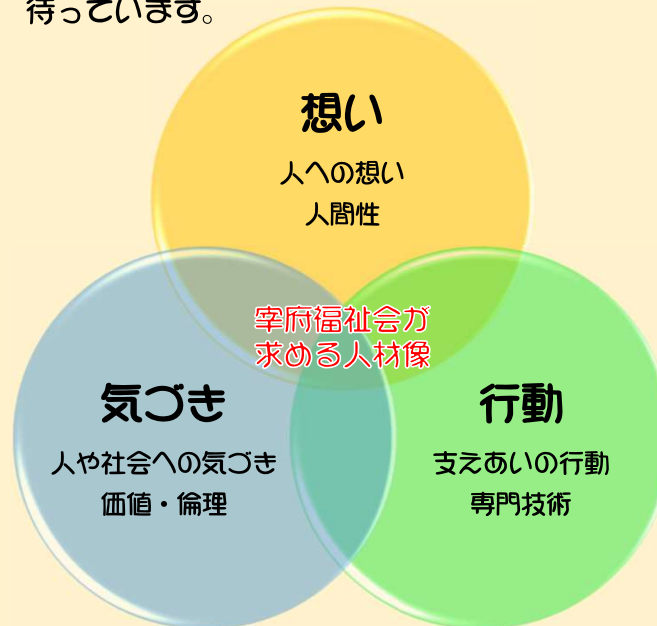 待っています。
想い
人への想い
人間性
宰府福祉会が
求める人材像
気づき
人や社会への気づき
価値・倫理
行動
支えあいの行動
専門技術